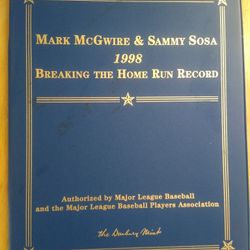 MARK MCGWIRE & SAMMY SOSA
1998
BREAKING THE HOME RUN RECORD
Authorized by Major League Baseball
and the Major League Baseball Players Association
the Danbury Mint